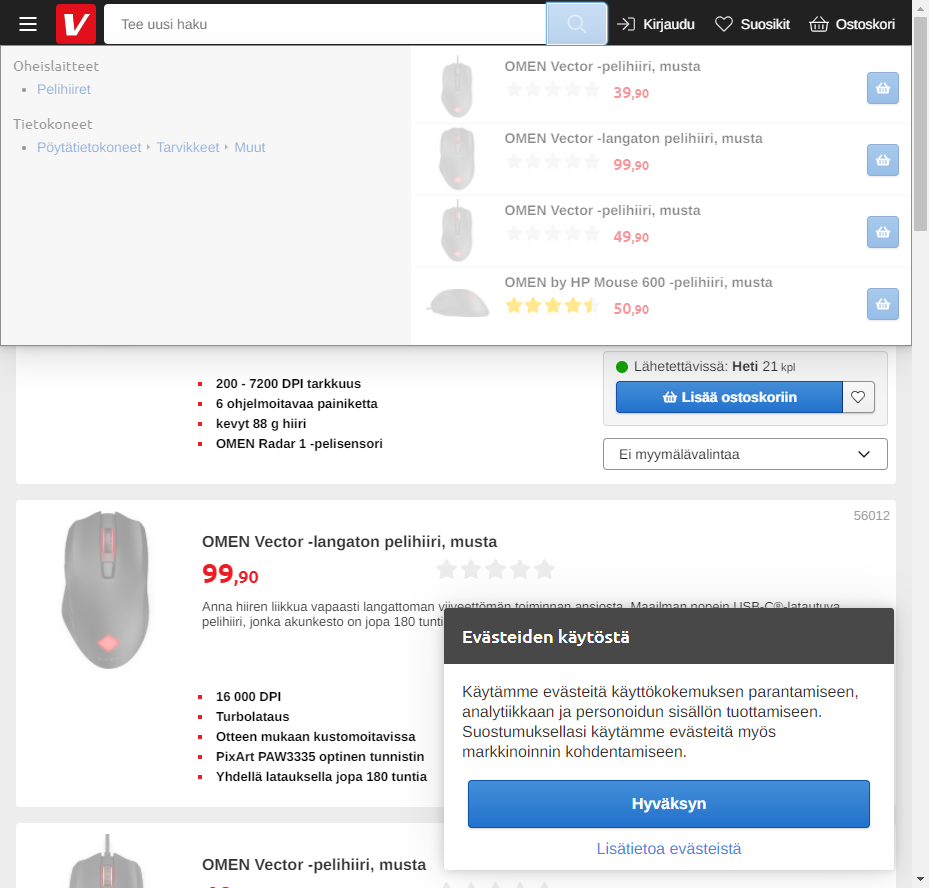 V
Tee uusi haku
Kirjaudu
Suosikit
Ostoskori
Oheislaitteet
Pelihiiret
Tietokoneet
Pöytätietokoneet
Tarvikkeet
Muut
OMEN Vector -pelihiiri, musta
39,90
OMEN Vector -langaton pelihiiri, musta
99,90
OMEN Vector -pelihiiri, musta
49,90
OMEN by HP Mouse 600 -pelihiiri, musta
50,90
200 - 7200 DPI tarkkuus
6 ohjelmoitavaa painiketta
kevyt 88 g hiiri
OMEN Radar 1 -pelisensori
Lähetettävissä: Heti 21 kpl
Lisää ostoskoriin
Ei myymälävalintaa
56012
OMEN Vector -langaton pelihiiri, musta
99,90
Anna hiiren liikkua vapaasti langattoman viiveettömän toiminnan ansiosta. Maailman nopein USB-C®-latautuva
pelihiiri, jonka akunkesto on jopa 180 tunti
16 000 DPI
Turbolataus
Otteen mukaan kustomoitavissa
PixArt PAW3335 optinen tunnistin
Yhdellä latauksella jopa 180 tuntia
Evästeiden käytöstä
Käytämme evästeitä käyttökokemuksen parantamiseen,
analytiikkaan ja personoidun sisällön tuottamiseen.
Suostumuksellasi käytämme evästeitä myös
markkinoinnin kohdentamiseen.
Hyväksyn
Lisätietoa evästeistä
OMEN Vector -pelihiiri, musta